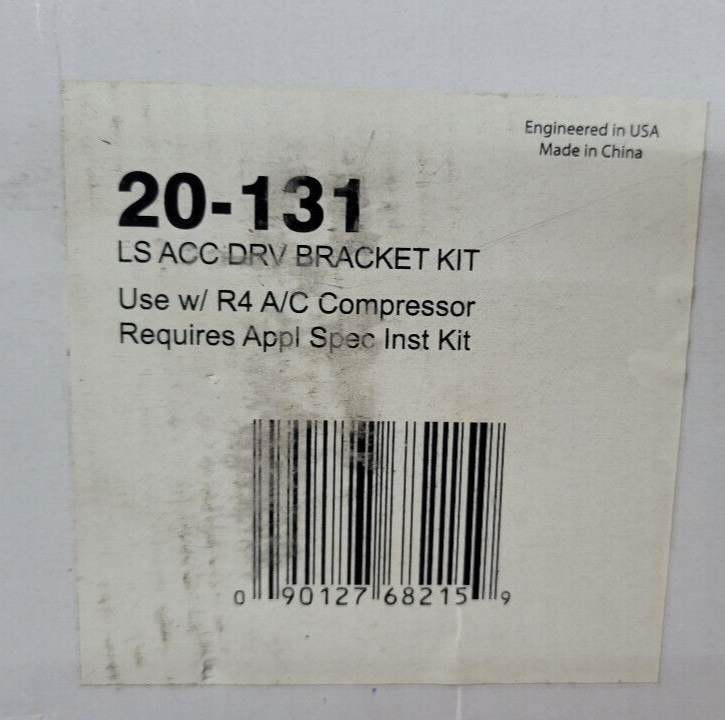 Engineered in USA
Made in China
20-131
LS ACC DRV BRACKET KIT
Use w/ R4 A/C Compressor
Requires Appl Spec Inst Kit
0 90127 68215 9